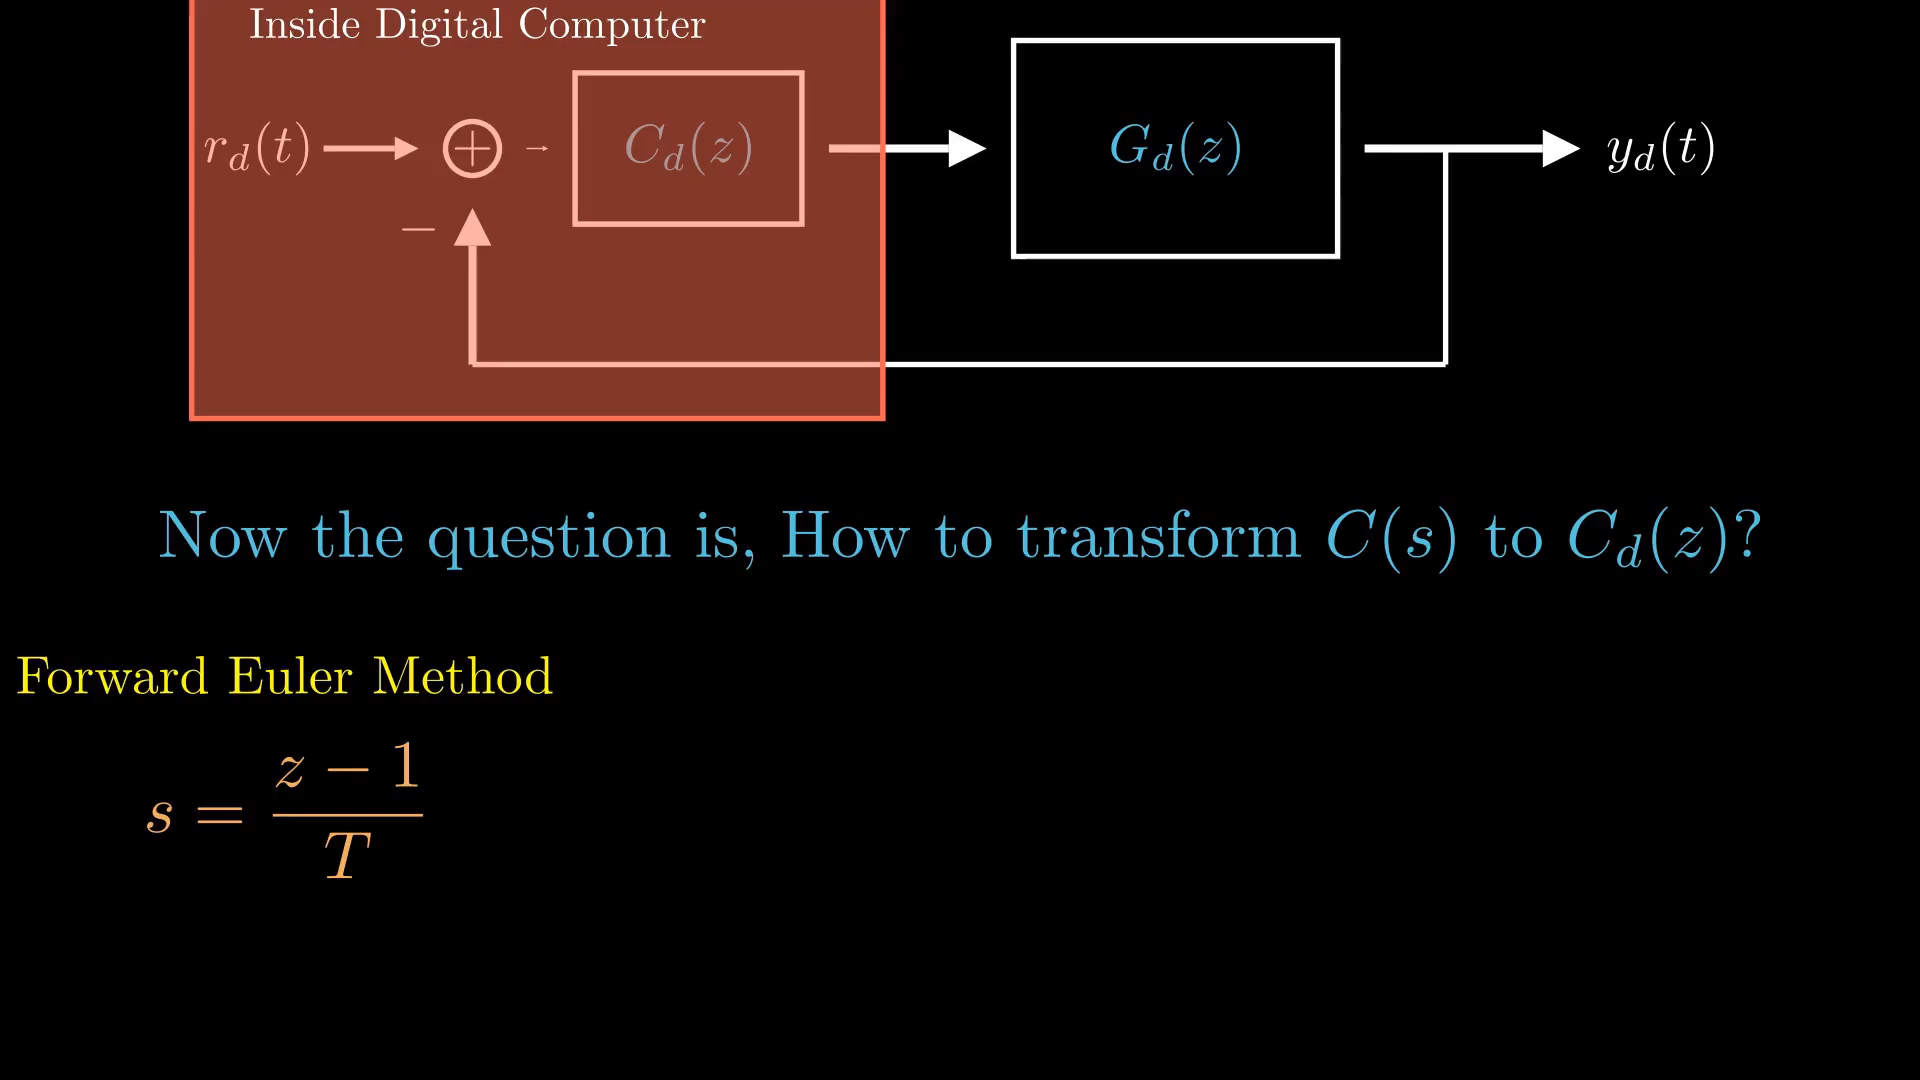 Inside Digital Computer
r_d(t) ⊕ C_d(z) G_d(z) y_d(t)
−
Now the question is, How to transform C(s) to C_d(z)?
Forward Euler Method
s = \frac{z - 1}{T}